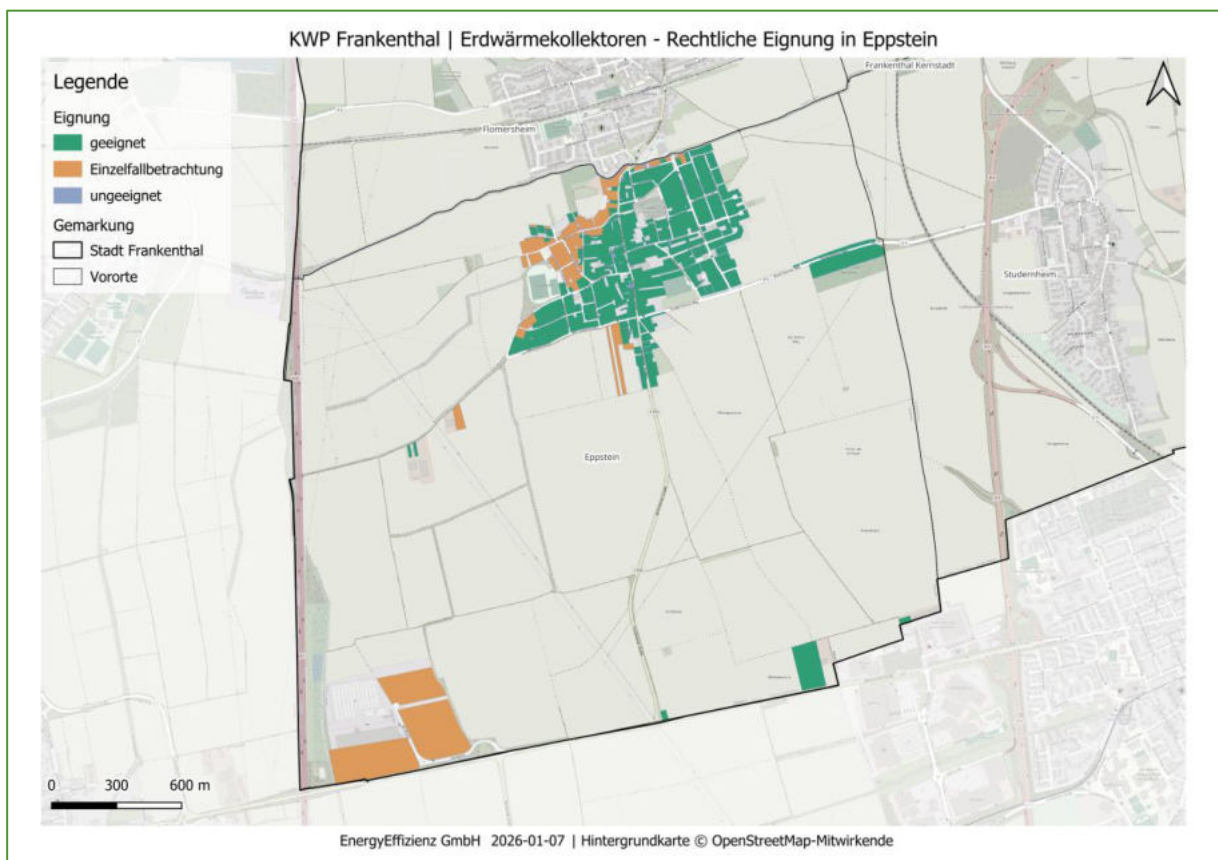 KWP Frankenthal | Erdwärmekollektoren - Rechtliche Eignung in Eppstein
Frankenthal Kernstadt
Legende
Eignung
geeignet
Einzelfallbetrachtung
ungeeignet
Gemarkung
Stadt Frankenthal
Vororte
Flomersheim
Studernheim
Eppstein
0 300 600 m
EnergyEffizienz GmbH 2026-01-07 | Hintergrundkarte © OpenStreetMap-Mitwirkende